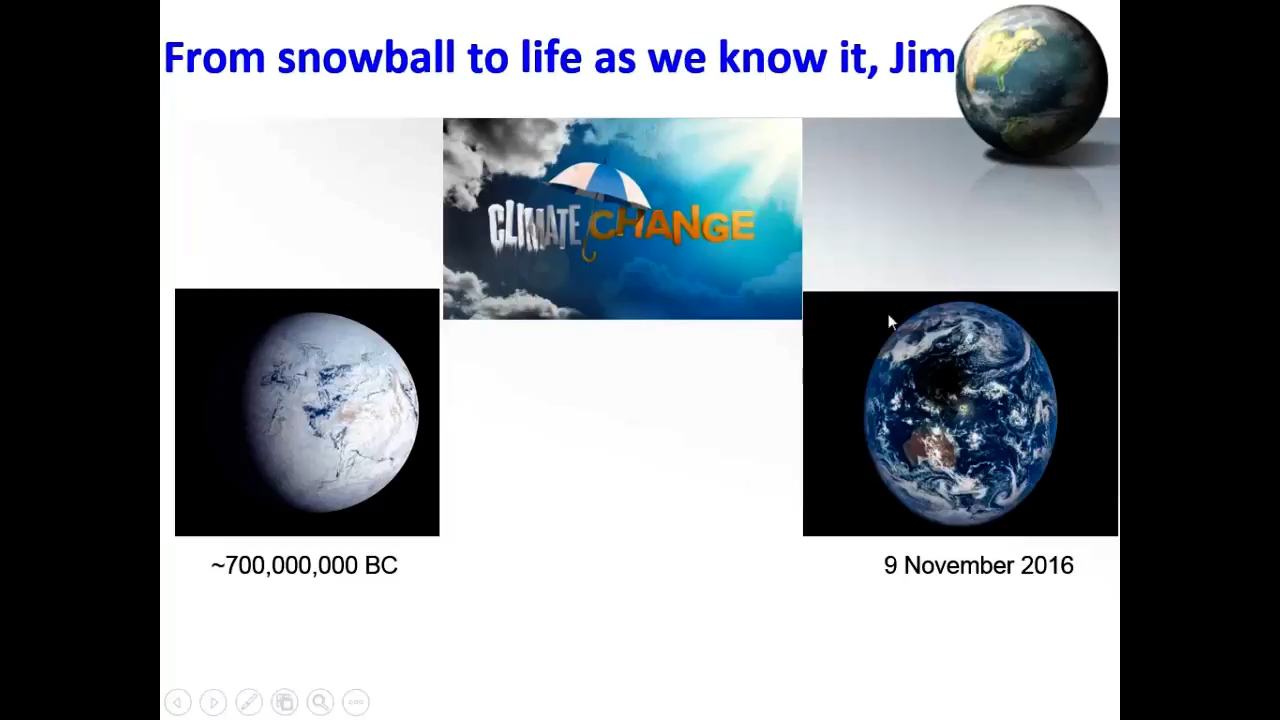 From snowball to life as we know it, Jim
CLIMATE CHANGE
~700,000,000 BC
9 November 2016